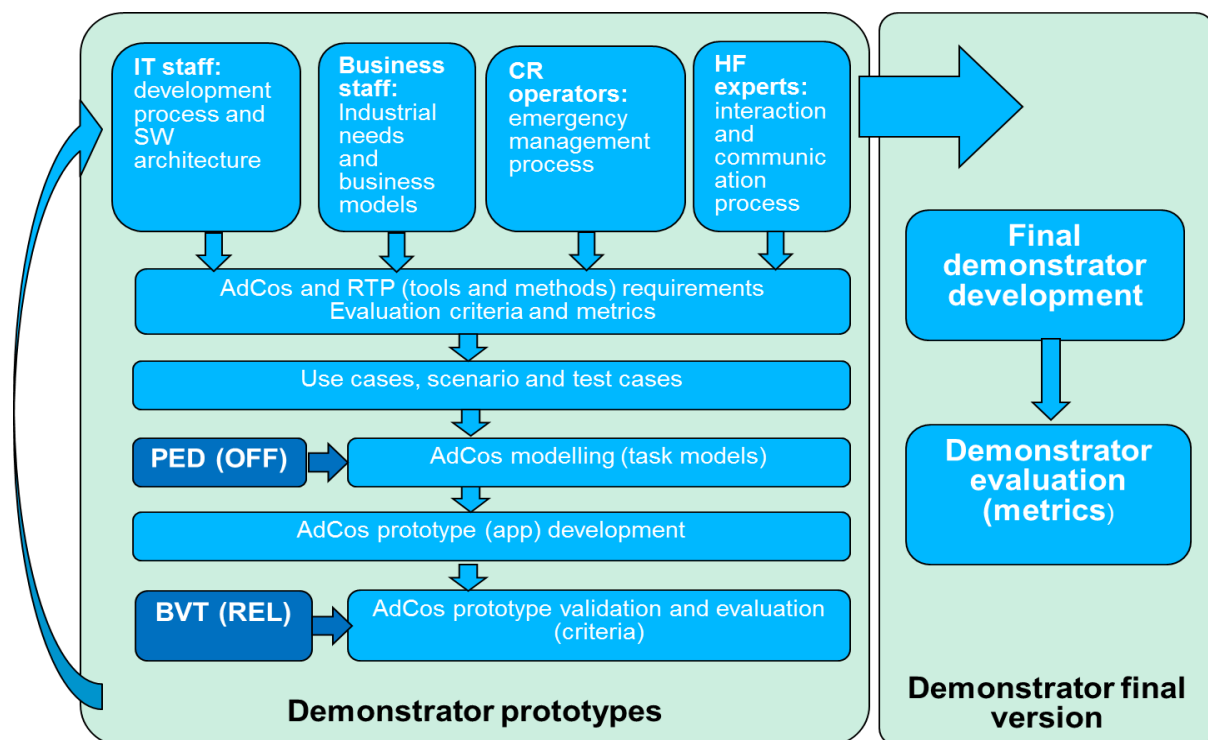 IT staff:
development
process and
SW
architecture
Business
staff:
Industrial
needs
and
business
models
CR
operators:
emergency
management
process
HF
experts:
interaction
and
communic
ation
process
AdCos and RTP (tools and methods) requirements
Evaluation criteria and metrics
Use cases, scenario and test cases
PED (OFF)
AdCos modelling (task models)
AdCos prototype (app) development
BVT (REL)
AdCos prototype validation and evaluation
(criteria)
Demonstrator prototypes
Final
demonstrator
development
Demonstrator
evaluation
(metrics)
Demonstrator final
version